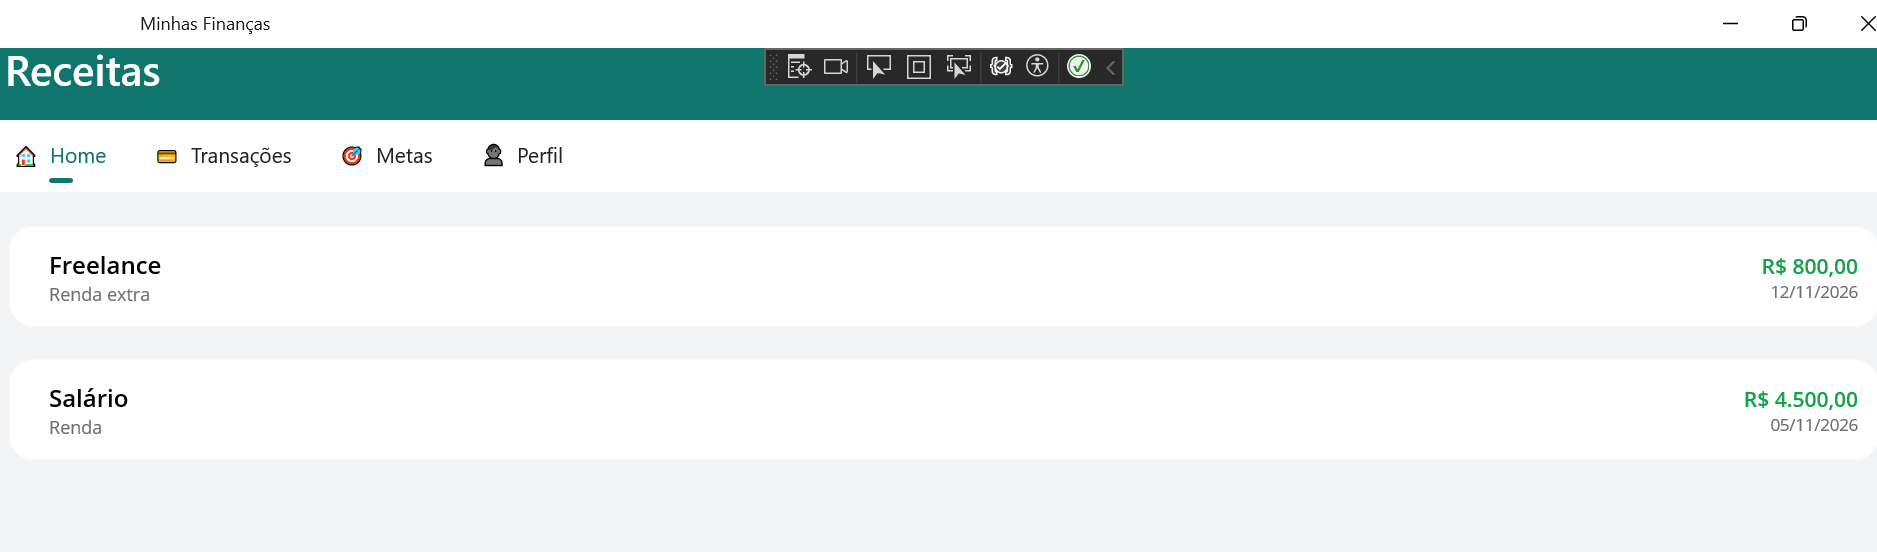 Minhas Finanças
Receitas
Home Transações Metas Perfil
Freelance
R$ 800,00
Renda extra
12/11/2026
Salário
R$ 4.500,00
Renda
05/11/2026